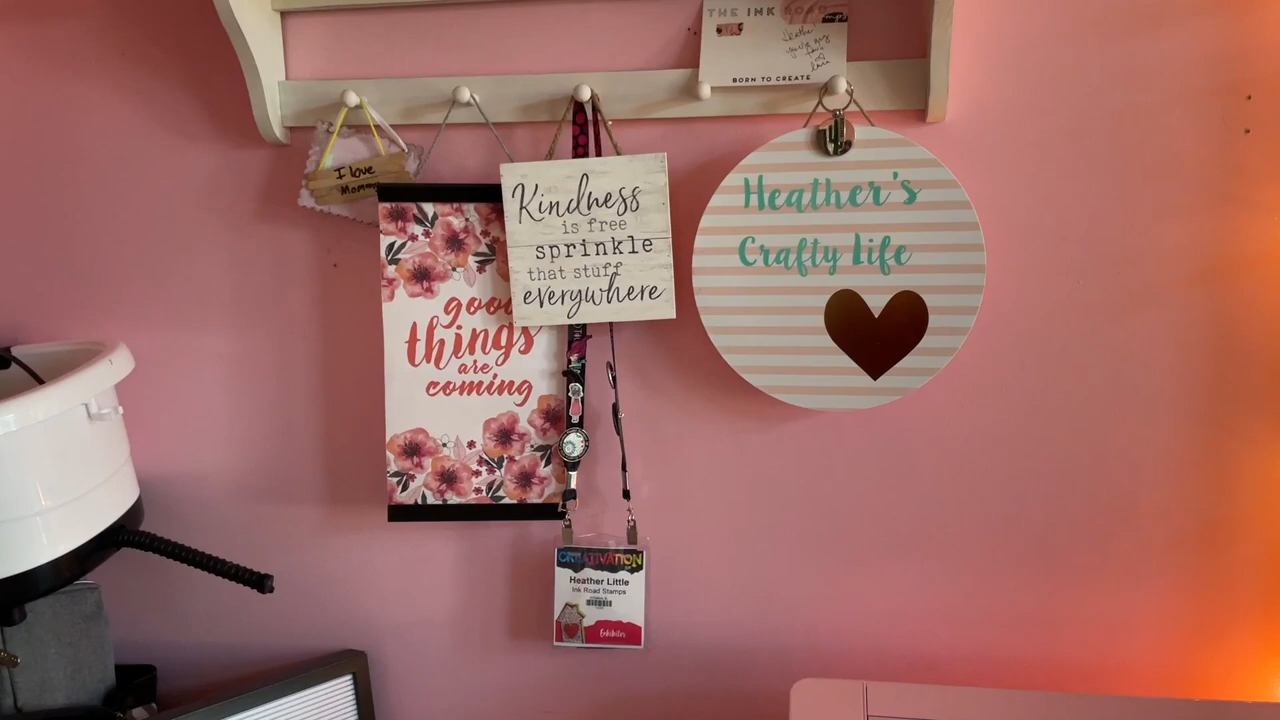 THE INK ROAD
BORN TO CREATE
I love
Mommy
good
things
are
coming
Kindness
is free
sprinkle
that stuff
everywhere
Heather's
Crafty Life
CREATIVATION
Heather Little
Ink Road Stamps
Exhibitor